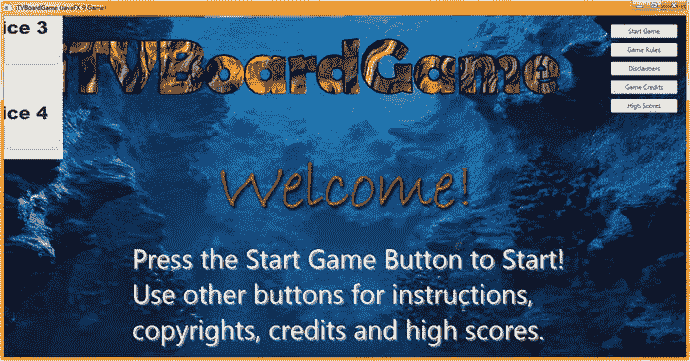 iTVBoardGame (JavaFX 9 Game)
ice 3
ice 4
iTVBoardGame
Start Game
Game Rules
Disclaimers
Game Credits
High Scores
Welcome!
Press the Start Game Button to Start!
Use other buttons for instructions,
copyrights, credits and high scores.